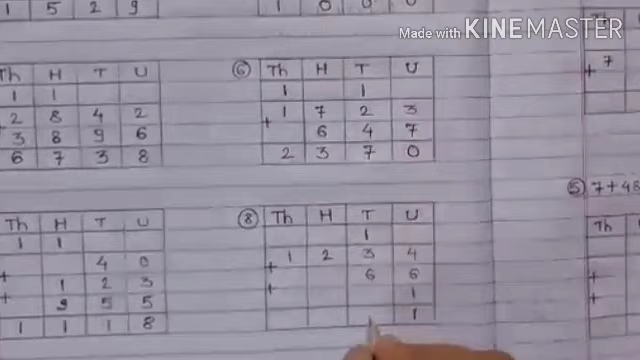 1 5 2 9
1 0 0 0
Made with KINEMASTER
Th H T U
1 1
2 8 4 2
+ 3 8 9 6
6 7 3 8
6 Th H T U
1 1
1 7 2 3
+ 6 4 7
2 3 7 0
7
+
Th H T U
1 1
4 0
+ 1 2 3
+ 9 5 5
1 1 1 8
8 Th H T U
1
1 2 3 4
+ 6 6
+ 1
1
5 7+48
Th
+
+